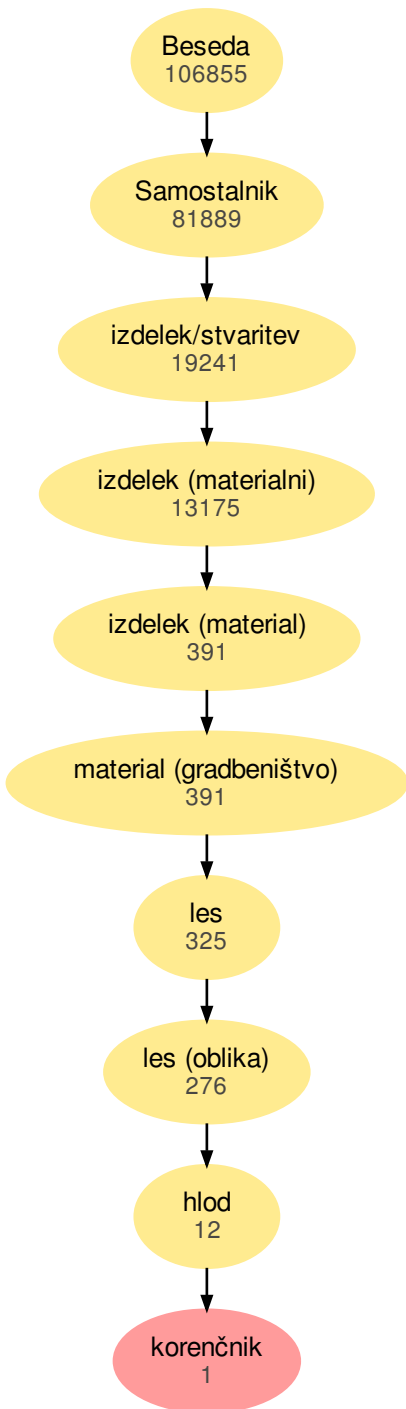 Beseda
106855
Samostalnik
81889
izdelek/stvaritev
19241
izdelek (materialni)
13175
izdelek (material)
391
material (gradbeništvo)
391
les
325
les (oblika)
276
hlod
12
korenčnik
1